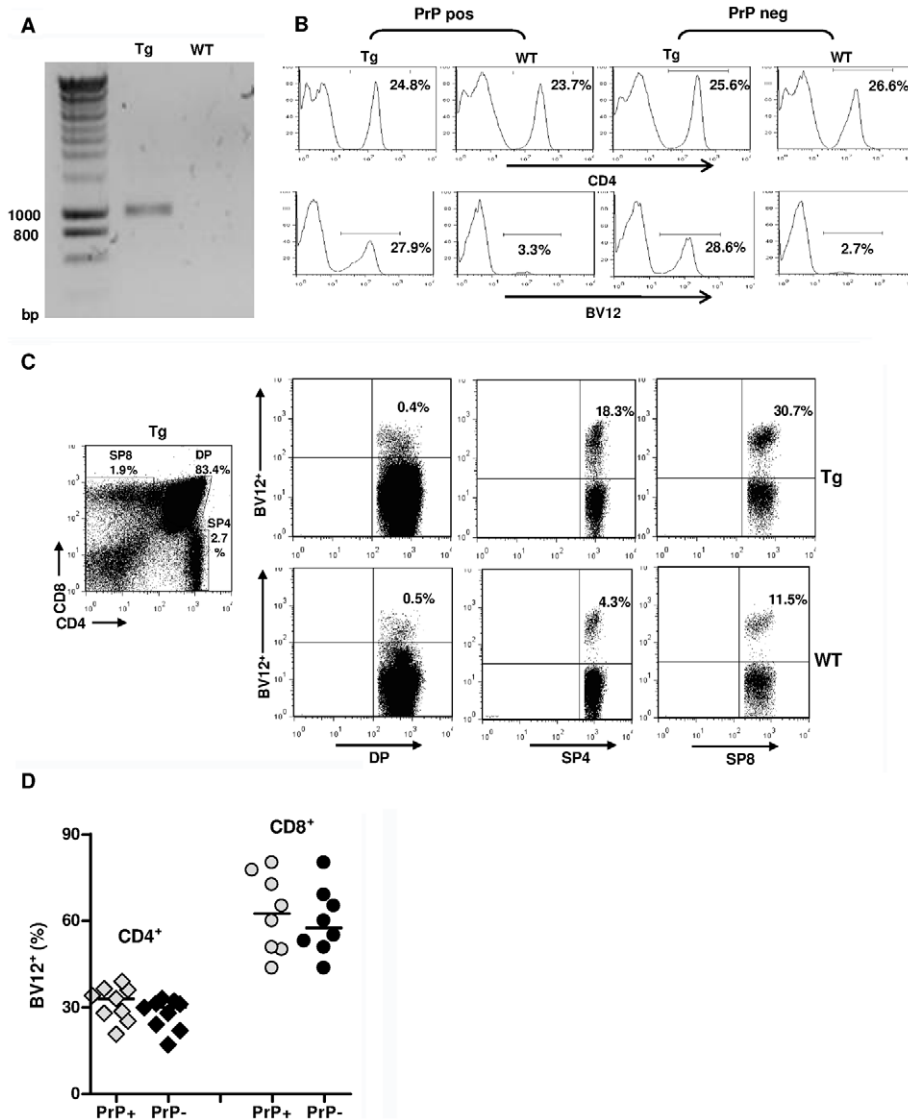 A
Tg WT
1000
800
bp
B
PrP pos PrP neg
Tg WT Tg WT
24.8% 23.7% 25.6% 26.6%
CD4
27.9% 3.3% 28.6% 2.7%
BV12
C
Tg
SP8 DP
1.9% 83.4%
SP4
2.7
%
CD8
CD4
BV12+
0.4% 18.3% 30.7%
Tg
BV12+
0.5% 4.3% 11.5%
WT
DP SP4 SP8
D
CD8+
CD4+
BV12+ (%)
90
60
30
0
PrP+ PrP- PrP+ PrP-